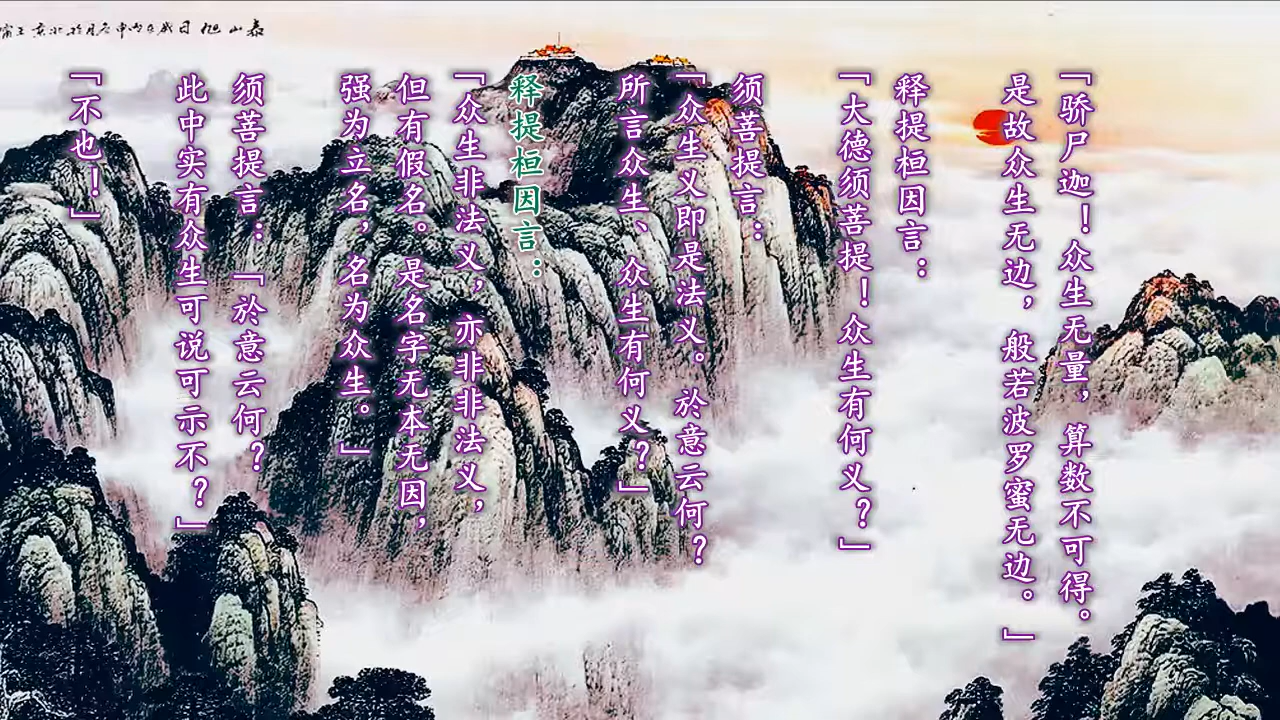 「骄尸迦！众生无量，算数不可得。
是故众生无边，般若波罗蜜无边。」
释提桓因言：
「大德须菩提！众生有何义？」
须菩提言：
「众生义即是法义。於意云何？
所言众生、众生有何义？」
释提桓因言：
「众生非法义，亦非非法义，
但有假名。是名字无本无因，
强为立名，名为众生。」
须菩提言：「於意云何？
此中实有众生可说可示不？」
「不也！」
泰山旭日